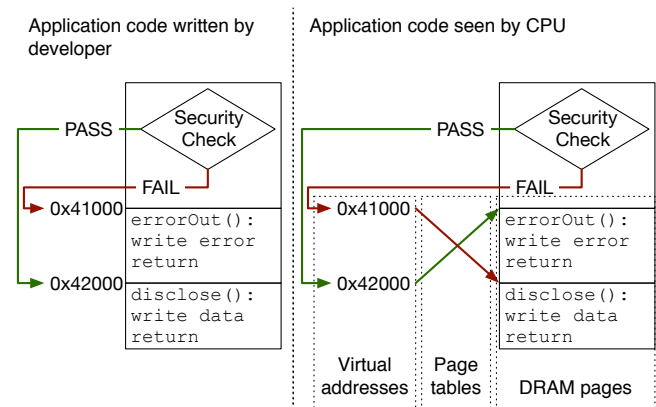 Application code written by
developer
Security
Check
PASS
FAIL
0x41000
errorOut():
write error
return
0x42000
disclose():
write data
return
Application code seen by CPU
Security
Check
PASS
FAIL
0x41000
errorOut():
write error
return
0x42000
disclose():
write data
return
Virtual
addresses
Page
tables
DRAM pages